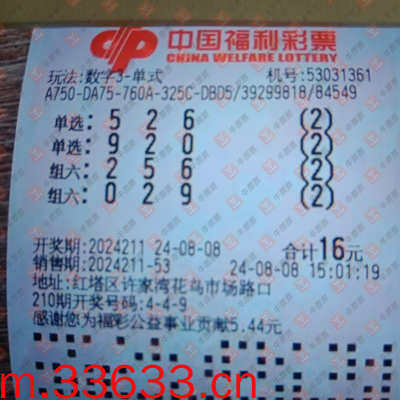 中国福利彩票
CHINA WELFARE LOTTERY
玩法:数字3-单式 机号:53031361
A750-DA75-760A-325C-DBD5/39299818/84549
单选: 5 2 6 (2)
单选: 9 2 0 (2)
组六: 2 5 6 (2)
组六: 0 2 9 (2)
开奖期:2024211 24-08-08 合计16元
销售期:2024211-53 24-08-08 15:01:19
地址:红塔区许家湾花鸟市场路口
210期开奖号码:4-4-9
感谢您为福彩公益事业贡献5.44元
m.33633.cn